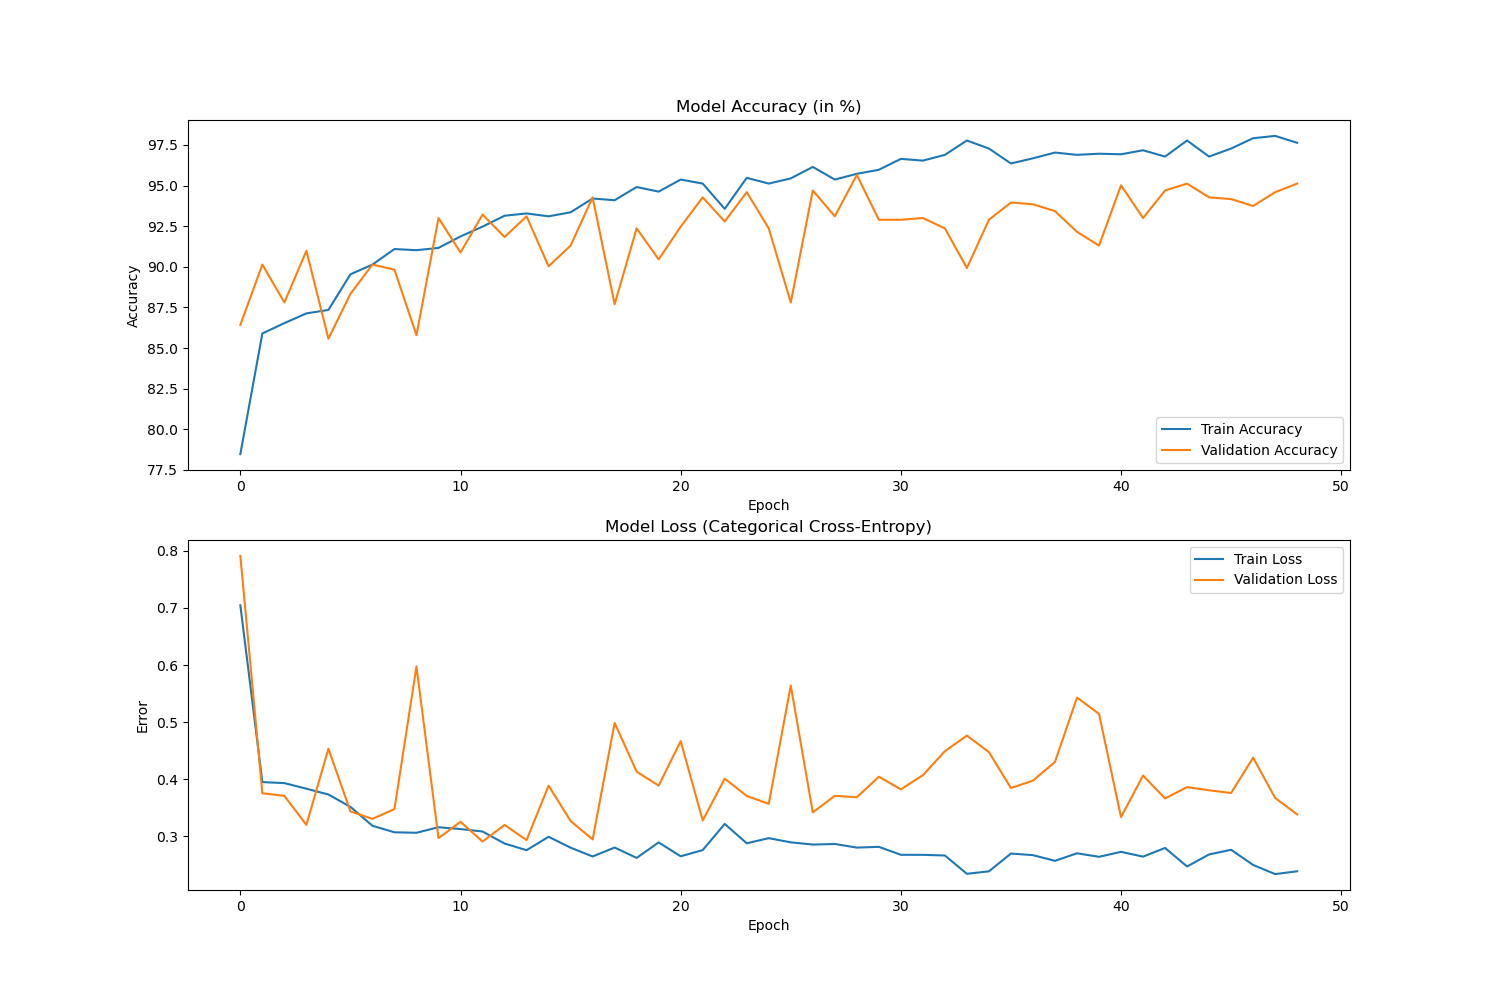 Model Accuracy (in %)
97.5
95.0
92.5
90.0
87.5
85.0
82.5
80.0
77.5
Accuracy
Train Accuracy
Validation Accuracy
0 10 20 30 40 50
Epoch
Model Loss (Categorical Cross-Entropy)
0.8
0.7
0.6
0.5
0.4
0.3
Error
Train Loss
Validation Loss
0 10 20 30 40 50
Epoch